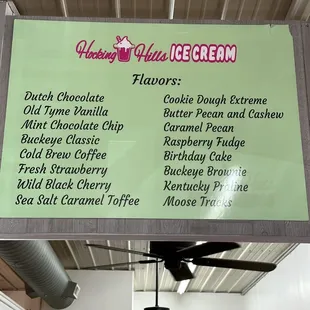 Hocking Hills ICE CREAM
Flavors:
Dutch Chocolate
Old Tyme Vanilla
Mint Chocolate Chip
Buckeye Classic
Cold Brew Coffee
Fresh Strawberry
Wild Black Cherry
Sea Salt Caramel Toffee
Cookie Dough Extreme
Butter Pecan and Cashew
Caramel Pecan
Raspberry Fudge
Birthday Cake
Buckeye Brownie
Kentucky Praline
Moose Tracks